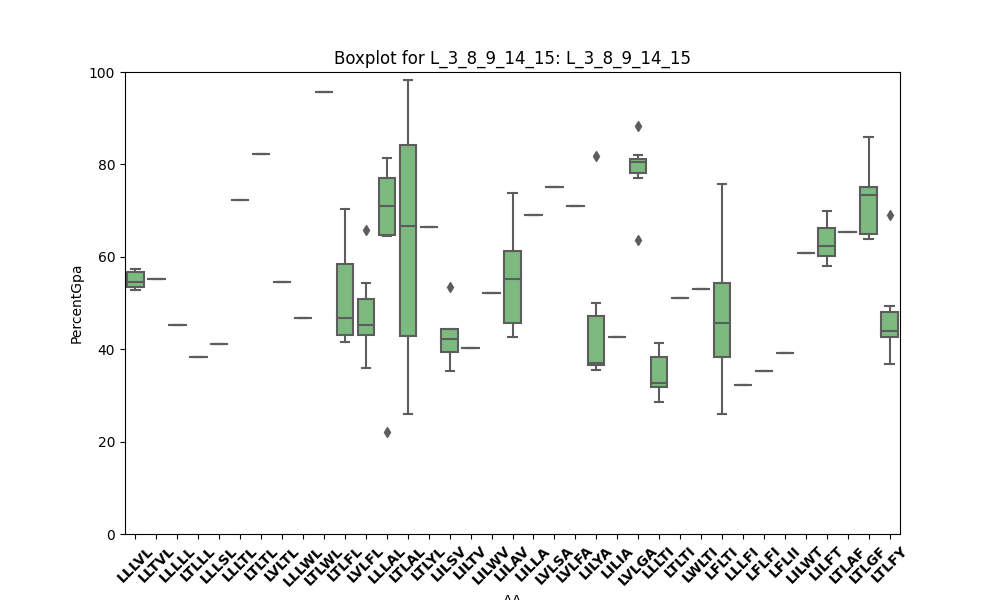 Boxplot for L_3_8_9_14_15: L_3_8_9_14_15
PercentGpa
100
80
60
40
20
0
LLLVL
LLTVL
LLLLL
LTLLL
LLLSL
LLLTL
LTLTL
LVLTL
LLLWL
LTLWL
LTLFL
LVLFL
LLLAL
LTLAL
LTLYL
LILSV
LILTV
LILWV
LILAV
LILLA
LVLSA
LVLFA
LILYA
LILIA
LVLGA
LLLTI
LTLTI
LWLTI
LFLTI
LLLFI
LFLFI
LFLII
LILWT
LILFT
LTLAF
LTLGF
LTLFY
AA